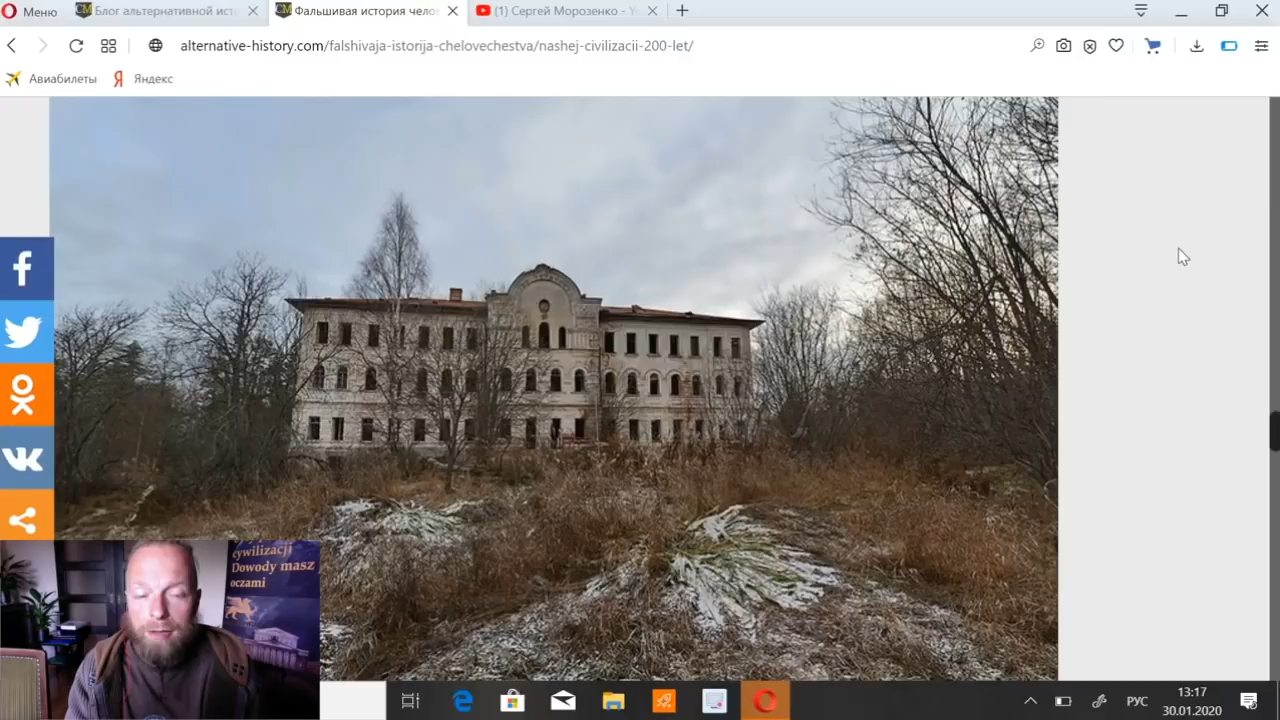 Меню
Блог альтернативной ист
Фальшивая история чело
(1) Сергей Морозенко - Y
alternative-history.com/falshivaja-istorija-chelovechestva/nashej-civilizacii-200-let/
Авиабилеты
Яндекс
cywilizacji
Dowody masz
oczami
РУС
13:17
30.01.2020